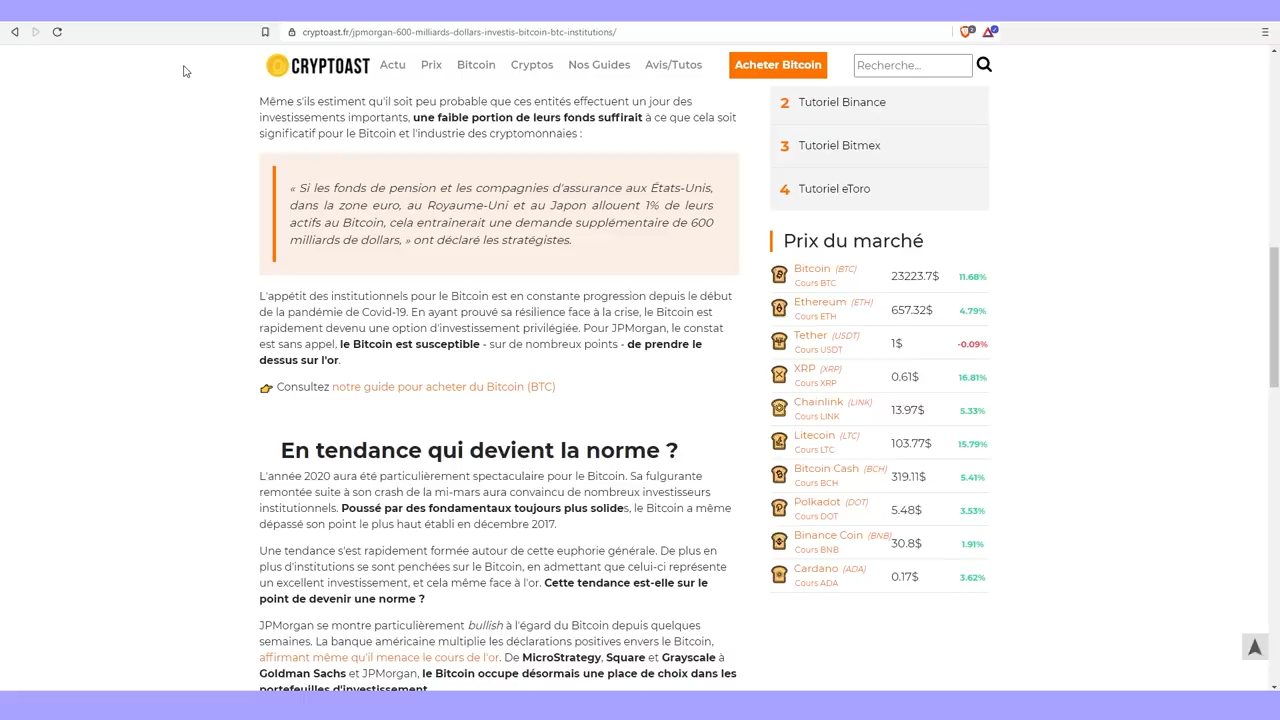 cryptoast.fr/jpmorgan-600-milliards-dollars-investis-bitcoin-btc-institutions/
CRYPTOAST
Actu Prix Bitcoin Cryptos Nos Guides Avis/Tutos Acheter Bitcoin Recherche...
Même s'ils estiment qu'il soit peu probable que ces entités effectuent un jour des
investissements importants, une faible portion de leurs fonds suffirait à ce que cela soit
significatif pour le Bitcoin et l'industrie des cryptomonnaies :
« Si les fonds de pension et les compagnies d'assurance aux États-Unis,
dans la zone euro, au Royaume-Uni et au Japon allouent 1% de leurs
actifs au Bitcoin, cela entraînerait une demande supplémentaire de 600
milliards de dollars, » ont déclaré les stratégistes.
L'appétit des institutionnels pour le Bitcoin est en constante progression depuis le début
de la pandémie de Covid-19. En ayant prouvé sa résilience face à la crise, le Bitcoin est
rapidement devenu une option d'investissement privilégiée. Pour JPMorgan, le constat
est sans appel, le Bitcoin est susceptible - sur de nombreux points - de prendre le
dessus sur l'or.
Consultez notre guide pour acheter du Bitcoin (BTC)
En tendance qui devient la norme ?
L'année 2020 aura été particulièrement spectaculaire pour le Bitcoin. Sa fulgurante
remontée suite à son crash de la mi-mars aura convaincu de nombreux investisseurs
institutionnels. Poussé par des fondamentaux toujours plus solides, le Bitcoin a même
dépassé son point le plus haut établi en décembre 2017.
Une tendance s'est rapidement formée autour de cette euphorie générale. De plus en
plus d'institutions se sont penchées sur le Bitcoin, en admettant que celui-ci représente
un excellent investissement, et cela même face à l'or. Cette tendance est-elle sur le
point de devenir une norme ?
JPMorgan se montre particulièrement bullish à l'égard du Bitcoin depuis quelques
semaines. La banque américaine multiplie les déclarations positives envers le Bitcoin,
affirmant même qu'il menace le cours de l'or. De MicroStrategy, Square et Grayscale à
Goldman Sachs et JPMorgan, le Bitcoin occupe désormais une place de choix dans les
portefeuilles d'investissement.
2 Tutoriel Binance
3 Tutoriel Bitmex
4 Tutoriel eToro
Prix du marché
Bitcoin (BTC) 23223.7$ 11.68%
Cours BTC
Ethereum (ETH) 657.32$ 4.79%
Cours ETH
Tether (USDT) 1$ -0.09%
Cours USDT
XRP (XRP) 0.61$ 16.81%
Cours XRP
Chainlink (LINK) 13.97$ 5.33%
Cours LINK
Litecoin (LTC) 103.77$ 15.79%
Cours LTC
Bitcoin Cash (BCH) 319.11$ 5.41%
Cours BCH
Polkadot (DOT) 5.48$ 3.53%
Cours DOT
Binance Coin (BNB) 30.8$ 1.91%
Cours BNB
Cardano (ADA) 0.17$ 3.62%
Cours ADA